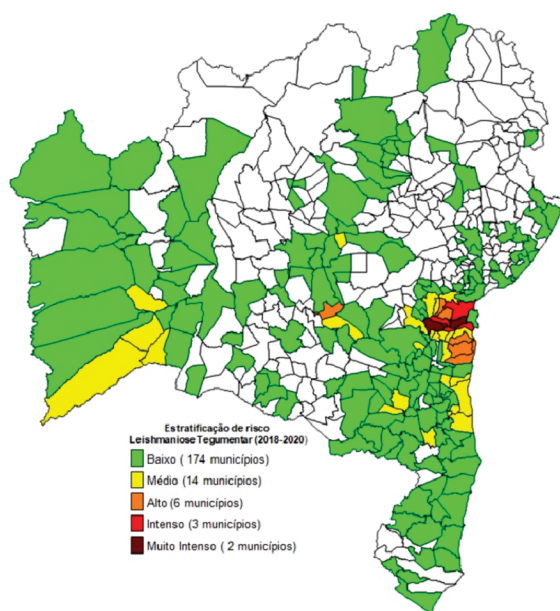 Estratificação de risco
Leishmaniose Tegumentar (2018-2020)
Baixo ( 174 municípios)
Médio ( 14 municípios)
Alto (6 municípios)
Intenso (3 municípios)
Muito Intenso ( 2 municípios)